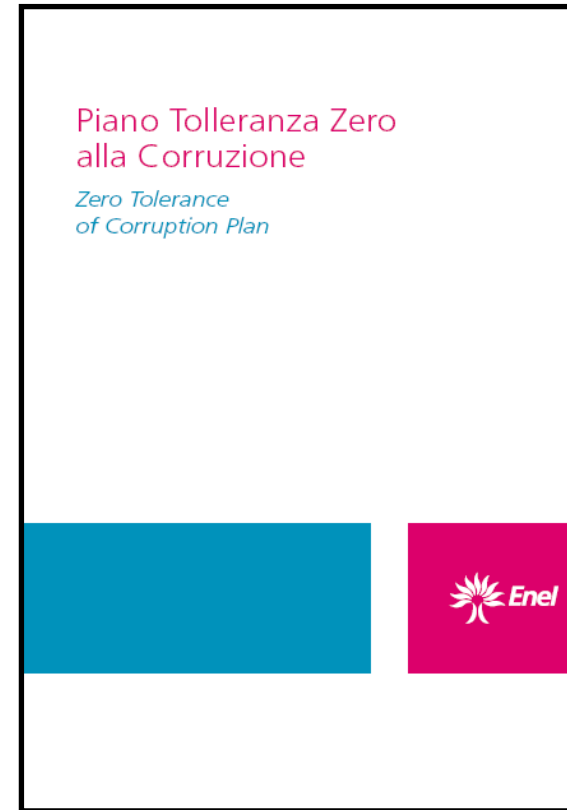 Piano Tolleranza Zero
alla Corruzione
Zero Tolerance
of Corruption Plan
Enel